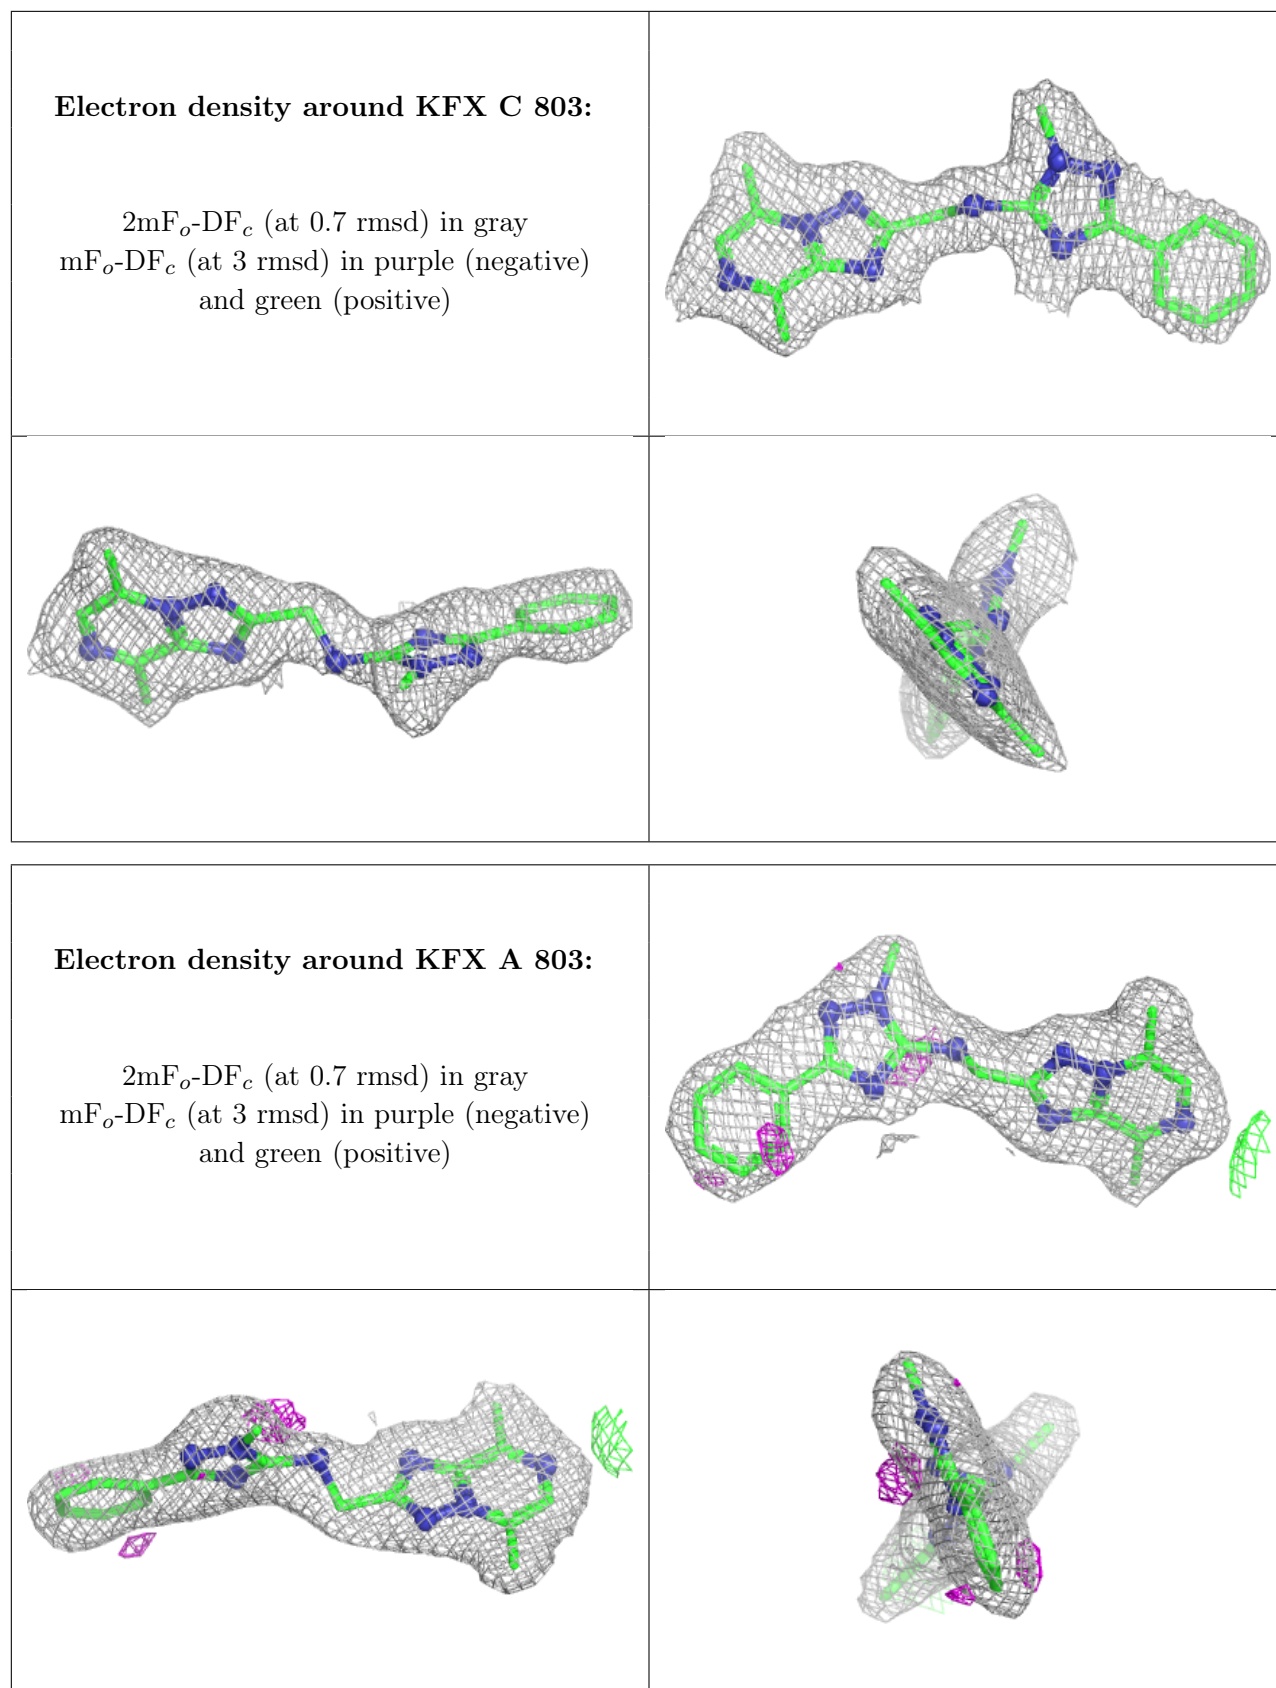 Electron density around KFX C 803:
2mFo-DFc (at 0.7 rmsd) in gray
mFo-DFc (at 3 rmsd) in purple (negative)
and green (positive)
Electron density around KFX A 803:
2mFo-DFc (at 0.7 rmsd) in gray
mFo-DFc (at 3 rmsd) in purple (negative)
and green (positive)